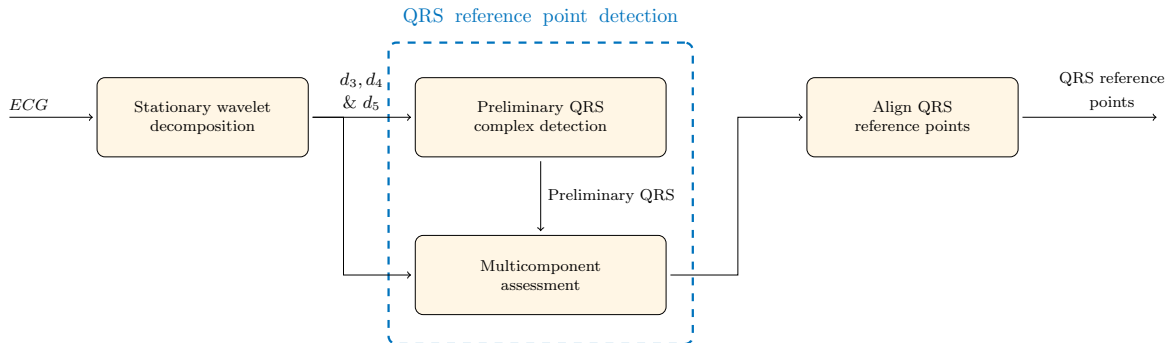 QRS reference point detection
ECG
Stationary wavelet
decomposition
d₃, d₄
& d₅
Preliminary QRS
complex detection
Align QRS
reference points
QRS reference
points
Preliminary QRS
Multicomponent
assessment